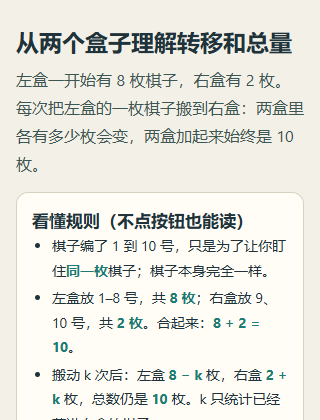 从两个盒子理解转移和总量
左盒一开始有 8 枚棋子，右盒有 2 枚。
每次把左盒的一枚棋子搬到右盒：两盒里
各有多少枚会变，两盒加起来始终是 10
枚。
看懂规则（不点按钮也能读）
• 棋子编了 1 到 10 号，只是为了让你盯
住同一枚棋子；棋子本身完全一样。
• 左盒放 1–8 号，共 8 枚；右盒放 9、
10 号，共 2 枚。合起来：8 + 2 =
10。
• 搬动 k 次后：左盒 8 − k 枚，右盒 2 +
k 枚，总数仍是 10 枚。k 只统计已经